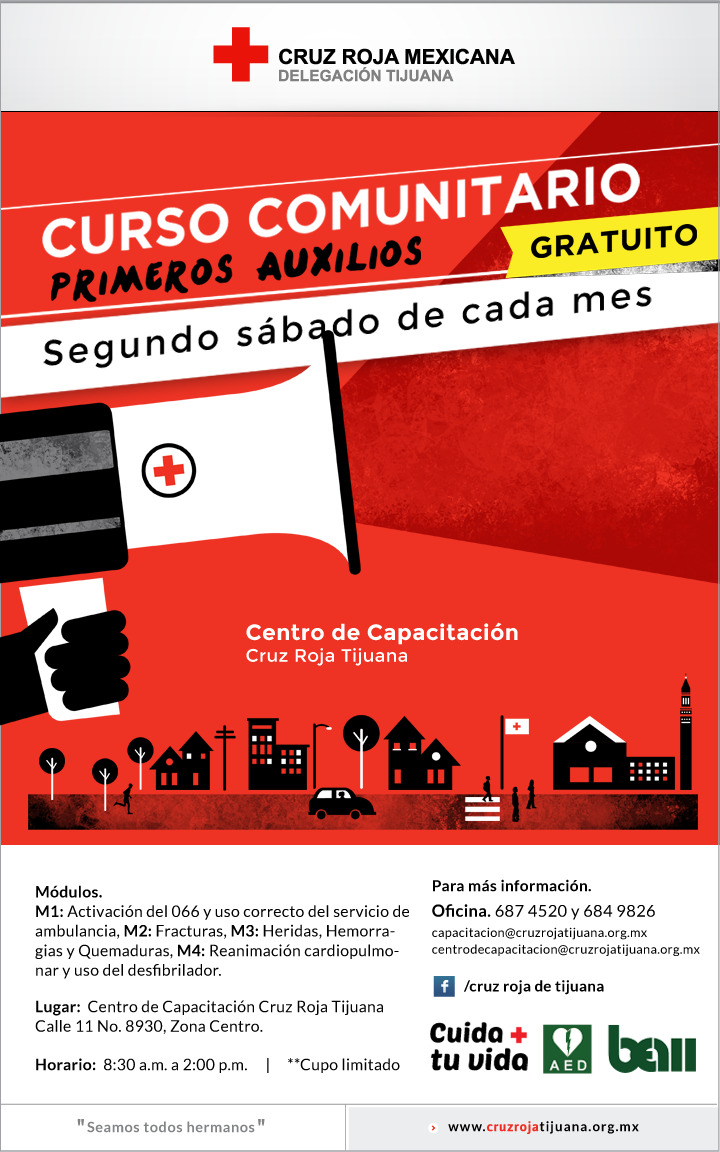 CRUZ ROJA MEXICANA
DELEGACIÓN TIJUANA
CURSO COMUNITARIO
PRIMEROS AUXILIOS
GRATUITO
Segundo sábado de cada mes
Centro de Capacitación
Cruz Roja Tijuana
Módulos.
M1: Activación del 066 y uso correcto del servicio de
ambulancia, M2: Fracturas, M3: Heridas, Hemorra-
gias y Quemaduras, M4: Reanimación cardiopulmo-
nar y uso del desfibrilador.
Lugar: Centro de Capacitación Cruz Roja Tijuana
Calle 11 No. 8930, Zona Centro.
Horario: 8:30 a.m. a 2:00 p.m. | **Cupo limitado
Para más información.
Oficina. 687 4520 y 684 9826
capacitacion@cruzrojatijuana.org.mx
centrodecapacitacion@cruzrojatijuana.org.mx
f /cruz roja de tijuana
Cuida +
tu vida
AED
ball
"Seamos todos hermanos"
www.cruzrojatijuana.org.mx